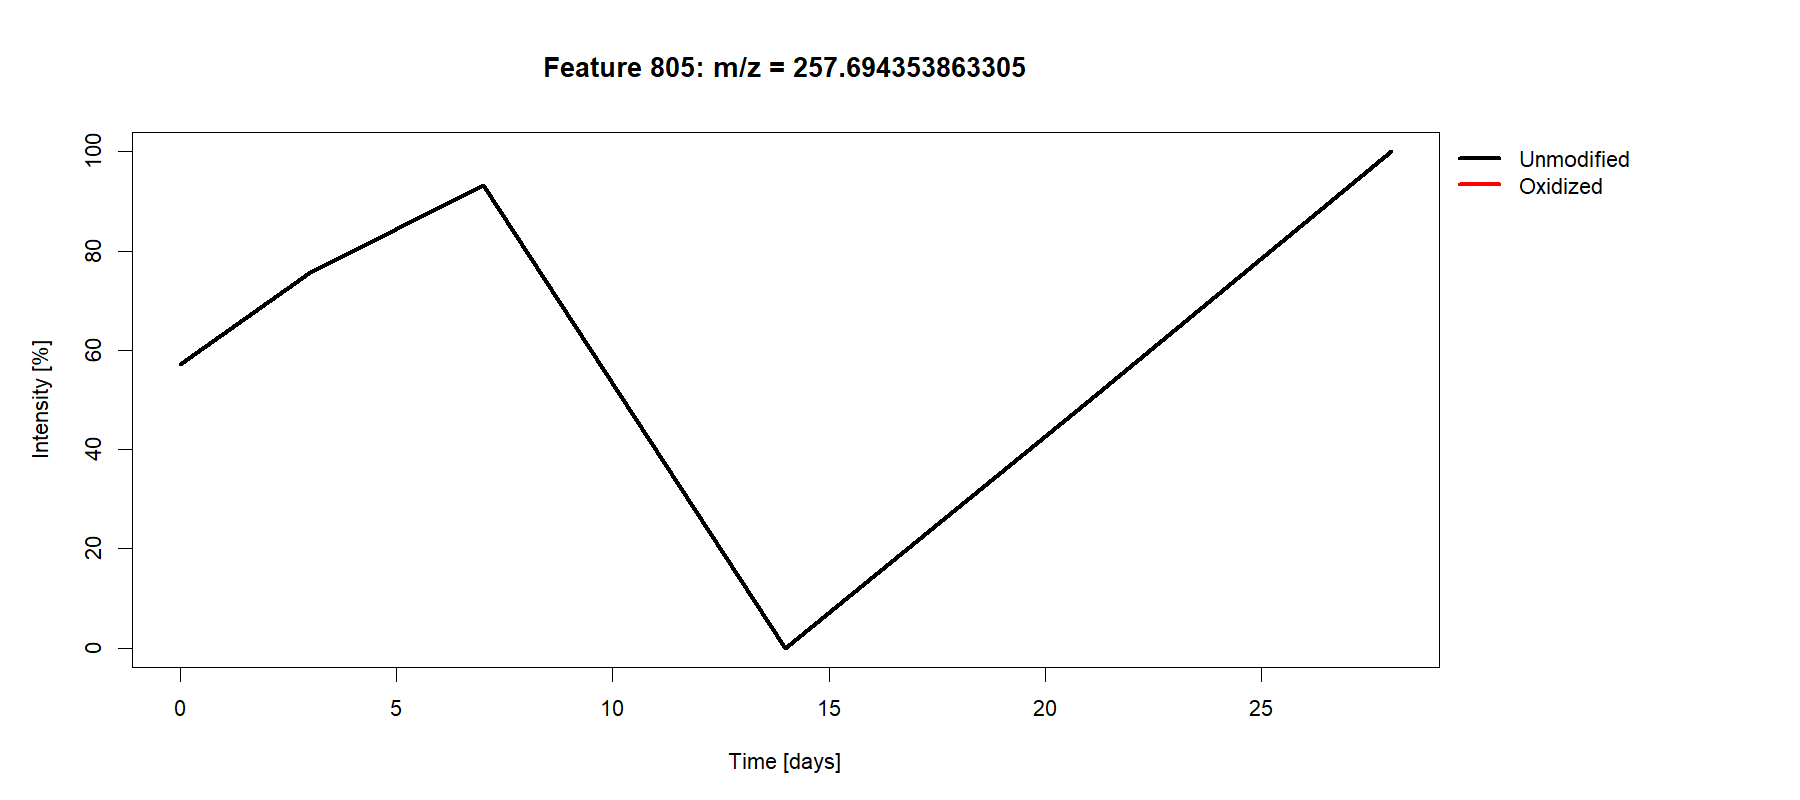 Feature 805: m/z = 257.694353863305
Unmodified
Oxidized
Intensity [%]
100
80
60
40
20
0
0 5 10 15 20 25
Time [days]